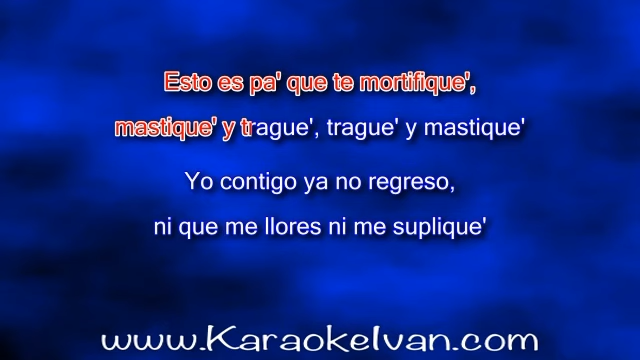 Esto es pa' que te mortifique',
mastique' y trague', trague' y mastique'
Yo contigo ya no regreso,
ni que me llores ni me suplique'
www.KaraokeIvan.com